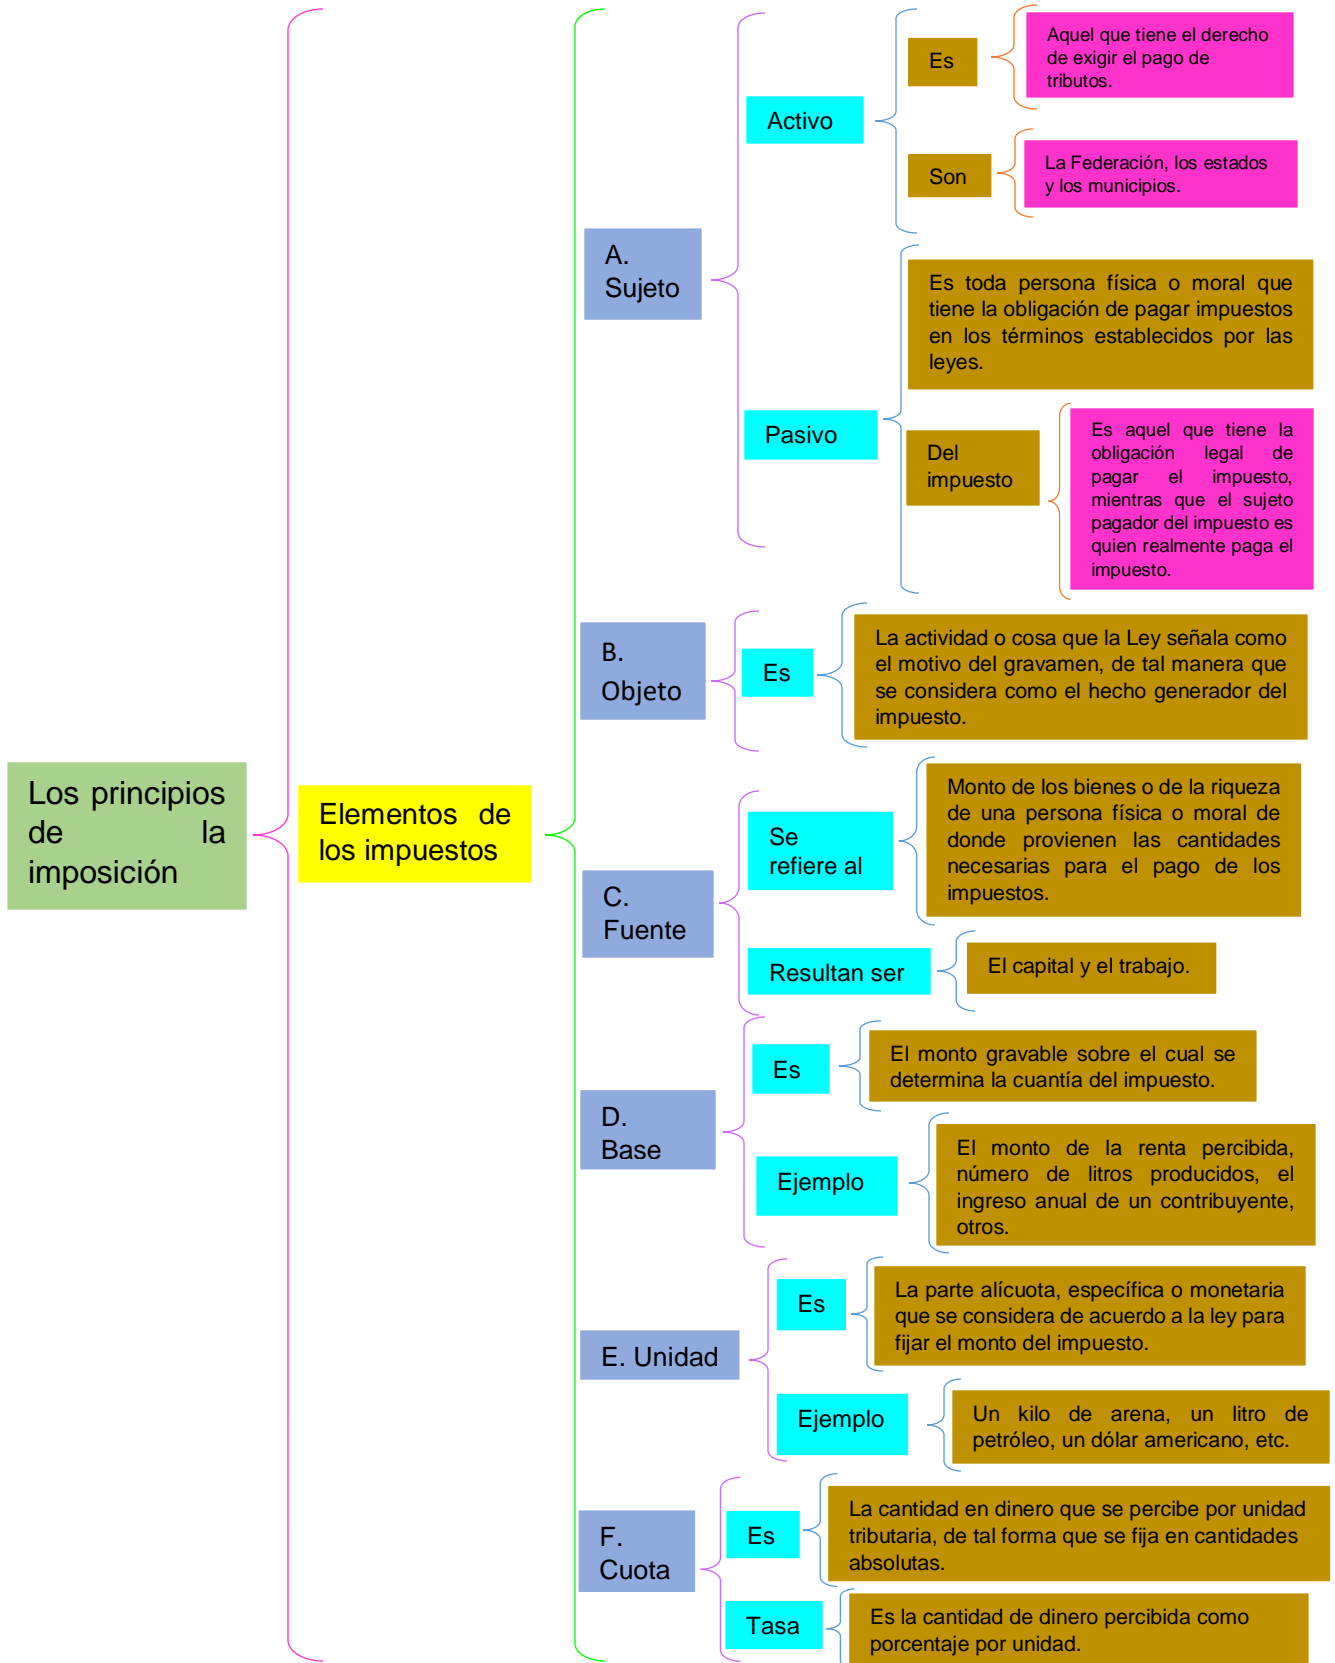 Los principios
de la
imposición
Elementos de
los impuestos
A.
Sujeto
Activo
Es
Aquel que tiene el derecho
de exigir el pago de
tributos.
Son
La Federación, los estados
y los municipios.
Pasivo
Es toda persona física o moral que
tiene la obligación de pagar impuestos
en los términos establecidos por las
leyes.
Del
impuesto
Es aquel que tiene la
obligación legal de
pagar el impuesto,
mientras que el sujeto
pagador del impuesto es
quien realmente paga el
impuesto.
B.
Objeto
Es
La actividad o cosa que la Ley señala como
el motivo del gravamen, de tal manera que
se considera como el hecho generador del
impuesto.
C.
Fuente
Se
refiere al
Monto de los bienes o de la riqueza
de una persona física o moral de
donde provienen las cantidades
necesarias para el pago de los
impuestos.
Resultan ser
El capital y el trabajo.
D.
Base
Es
El monto gravable sobre el cual se
determina la cuantía del impuesto.
Ejemplo
El monto de la renta percibida,
número de litros producidos, el
ingreso anual de un contribuyente,
otros.
E. Unidad
Es
La parte alícuota, específica o monetaria
que se considera de acuerdo a la ley para
fijar el monto del impuesto.
Ejemplo
Un kilo de arena, un litro de
petróleo, un dólar americano, etc.
F.
Cuota
Es
La cantidad en dinero que se percibe por unidad
tributaria, de tal forma que se fija en cantidades
absolutas.
Tasa
Es la cantidad de dinero percibida como
porcentaje por unidad.